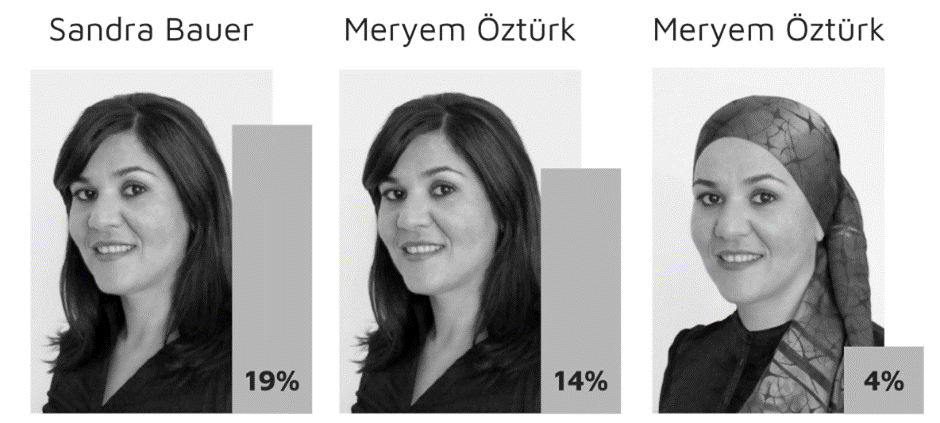 Sandra Bauer
Meryem Öztürk
Meryem Öztürk
19%
14%
4%